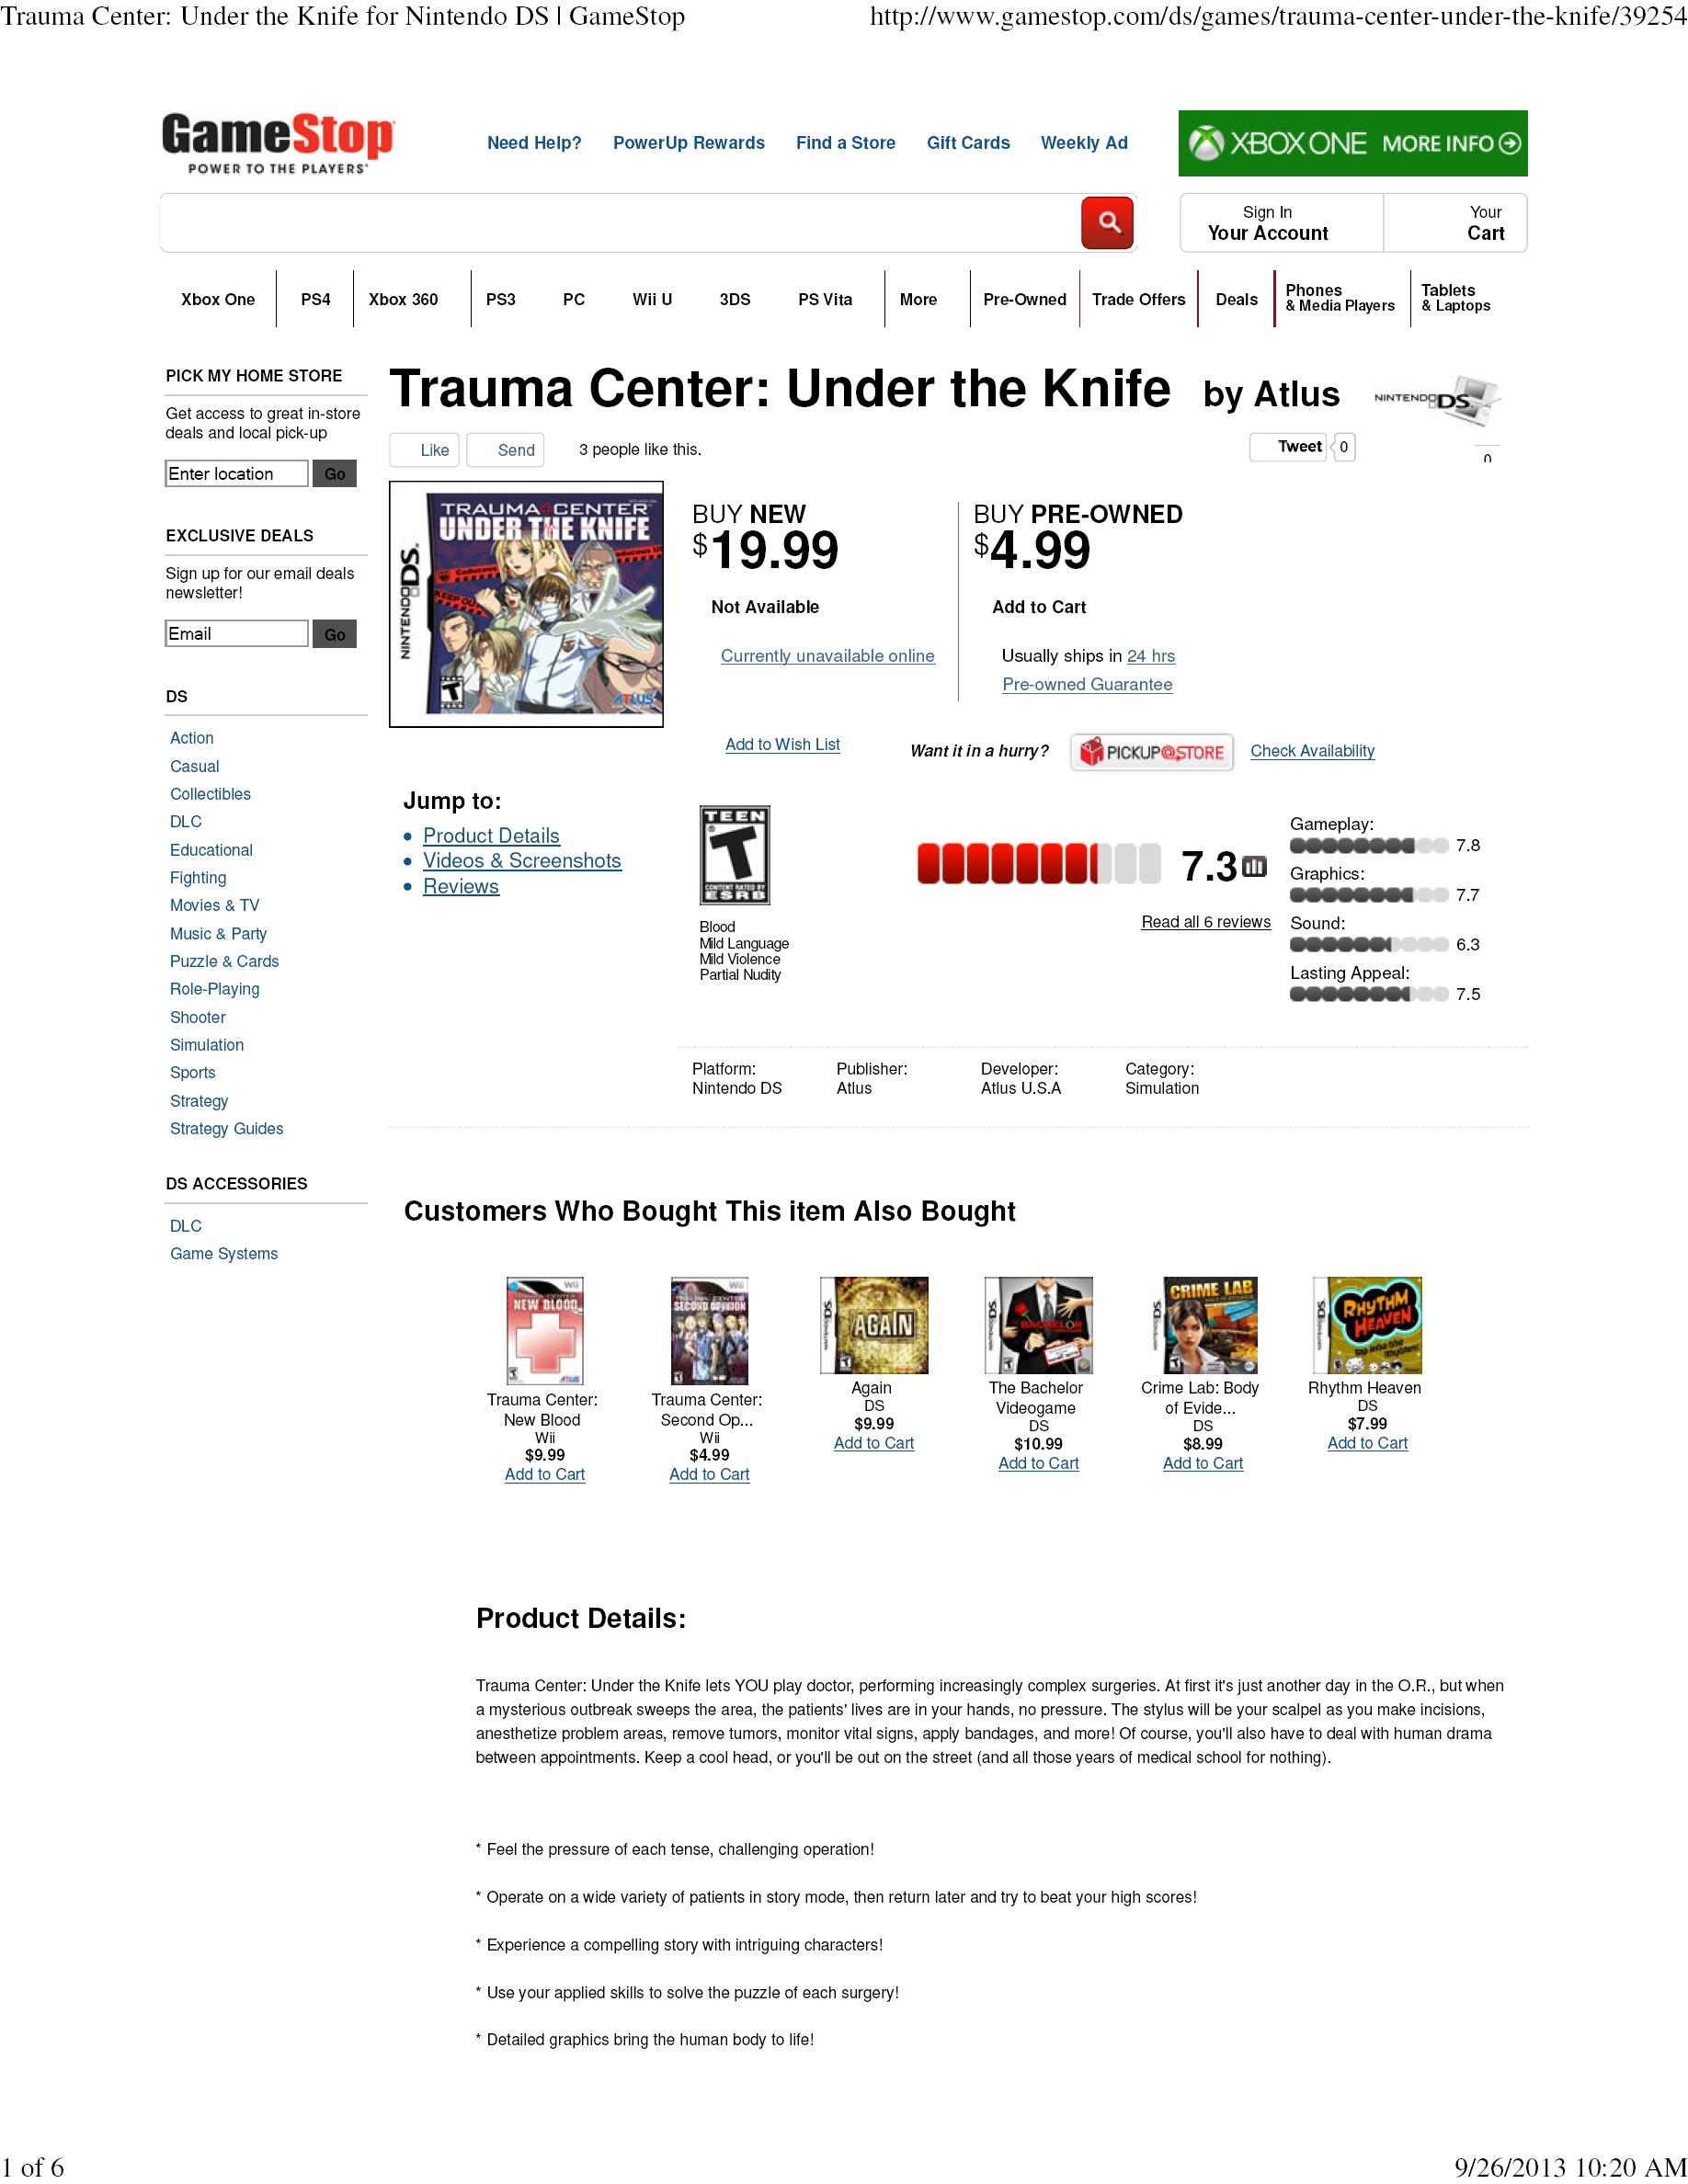 Trauma Center: Under the Knife for Nintendo DS | GameStop
http://www.gamestop.com/ds/games/trauma-center-under-the-knife/39254
GameStop
POWER TO THE PLAYERS
Need Help? PowerUp Rewards Find a Store Gift Cards Weekly Ad
XBOX ONE MORE INFO
Sign In
Your Account
Your
Cart
Xbox One PS4 Xbox 360 PS3 PC Wii U 3DS PS Vita More Pre-Owned Trade Offers Deals Phones & Media Players Tablets & Laptops
PICK MY HOME STORE
Get access to great in-store
deals and local pick-up
Enter location Go
EXCLUSIVE DEALS
Sign up for our email deals
newsletter!
Email Go
DS
Action
Casual
Collectibles
DLC
Educational
Fighting
Movies & TV
Music & Party
Puzzle & Cards
Role-Playing
Shooter
Simulation
Sports
Strategy
Strategy Guides
DS ACCESSORIES
DLC
Game Systems
Trauma Center: Under the Knife by Atlus
NINTENDODS
Like Send 3 people like this.
Tweet 0
0
NINTENDODS
TRAUMA CENTER
UNDER THE KNIFE
KEEP OUT
T
ATLUS
BUY NEW
$19.99
Not Available
Currently unavailable online
BUY PRE-OWNED
$4.99
Add to Cart
Usually ships in 24 hrs
Pre-owned Guarantee
Add to Wish List
Want it in a hurry? PICKUP@STORE Check Availability
Jump to:
• Product Details
• Videos & Screenshots
• Reviews
TEEN
T
CONTENT RATED BY
ESRB
Blood
Mild Language
Mild Violence
Partial Nudity
7.3
Read all 6 reviews
Gameplay:
7.8
Graphics:
7.7
Sound:
6.3
Lasting Appeal:
7.5
Platform:
Nintendo DS
Publisher:
Atlus
Developer:
Atlus U.S.A
Category:
Simulation
Customers Who Bought This item Also Bought
Wii
NEW BLOOD
Trauma Center:
New Blood
Wii
$9.99
Add to Cart
Wii
SECOND OPINION
Trauma Center:
Second Op...
Wii
$4.99
Add to Cart
AGAIN
Again
DS
$9.99
Add to Cart
BACHELOR
The Bachelor
Videogame
DS
$10.99
Add to Cart
CRIME LAB
Crime Lab: Body
of Evide...
DS
$8.99
Add to Cart
RHYTHM
HEAVEN
Rhythm Heaven
DS
$7.99
Add to Cart
Product Details:
Trauma Center: Under the Knife lets YOU play doctor, performing increasingly complex surgeries. At first it's just another day in the O.R., but when
a mysterious outbreak sweeps the area, the patients' lives are in your hands, no pressure. The stylus will be your scalpel as you make incisions,
anesthetize problem areas, remove tumors, monitor vital signs, apply bandages, and more! Of course, you'll also have to deal with human drama
between appointments. Keep a cool head, or you'll be out on the street (and all those years of medical school for nothing).
* Feel the pressure of each tense, challenging operation!
* Operate on a wide variety of patients in story mode, then return later and try to beat your high scores!
* Experience a compelling story with intriguing characters!
* Use your applied skills to solve the puzzle of each surgery!
* Detailed graphics bring the human body to life!
1 of 6
9/26/2013 10:20 AM